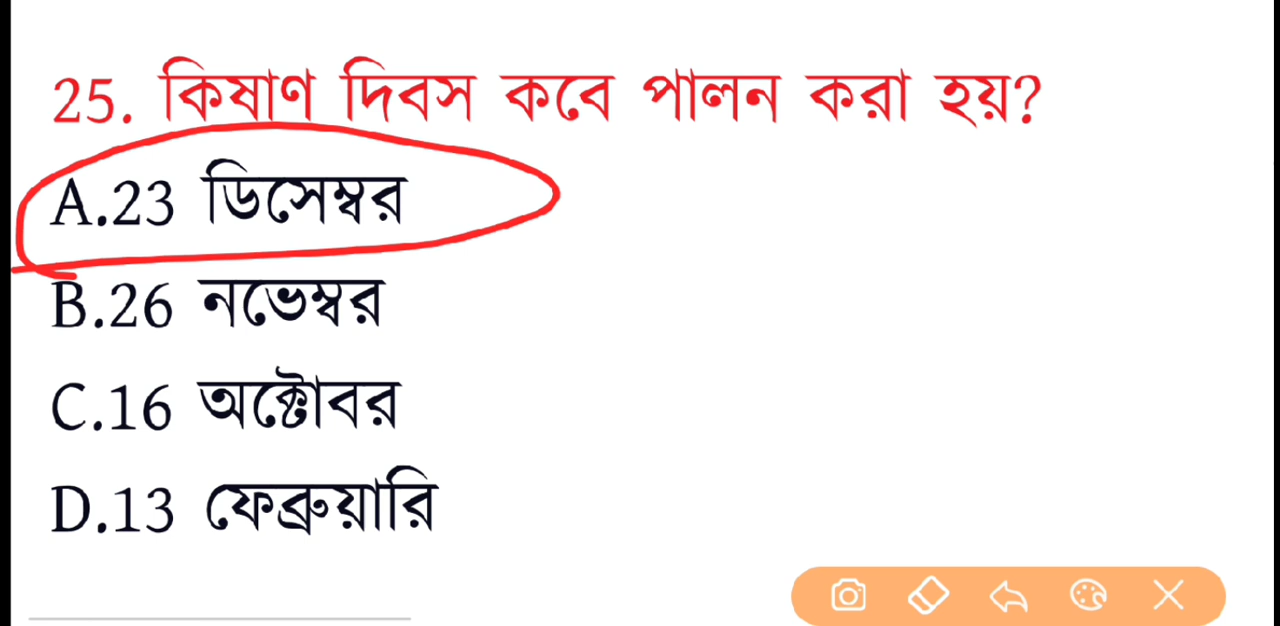 25. কিষাণ দিবস কবে পালন করা হয়?
A.23 ডিসেম্বর
B.26 নভেম্বর
C.16 অক্টোবর
D.13 ফেব্রুয়ারি